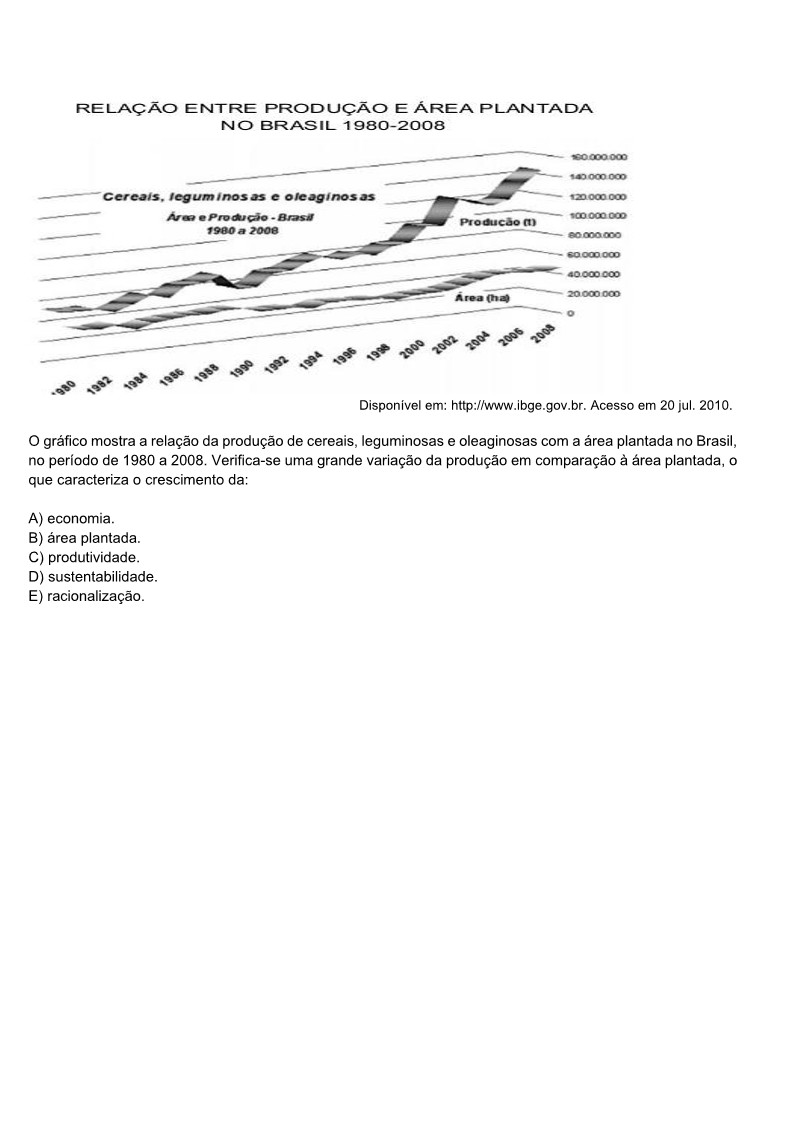 RELAÇÃO ENTRE PRODUÇÃO E ÁREA PLANTADA
NO BRASIL 1980-2008
Cereais, leguminosas e oleaginosas
Área e Produção - Brasil
1980 a 2008
160.000.000
140.000.000
120.000.000
100.000.000
80.000.000
60.000.000
40.000.000
20.000.000
0
Produção (t)
Área (ha)
1980 1982 1984 1986 1988 1990 1992 1994 1996 1998 2000 2002 2004 2006 2008
Disponível em: http://www.ibge.gov.br. Acesso em 20 jul. 2010.
O gráfico mostra a relação da produção de cereais, leguminosas e oleaginosas com a área plantada no Brasil,
no período de 1980 a 2008. Verifica-se uma grande variação da produção em comparação à área plantada, o
que caracteriza o crescimento da:
A) economia.
B) área plantada.
C) produtividade.
D) sustentabilidade.
E) racionalização.